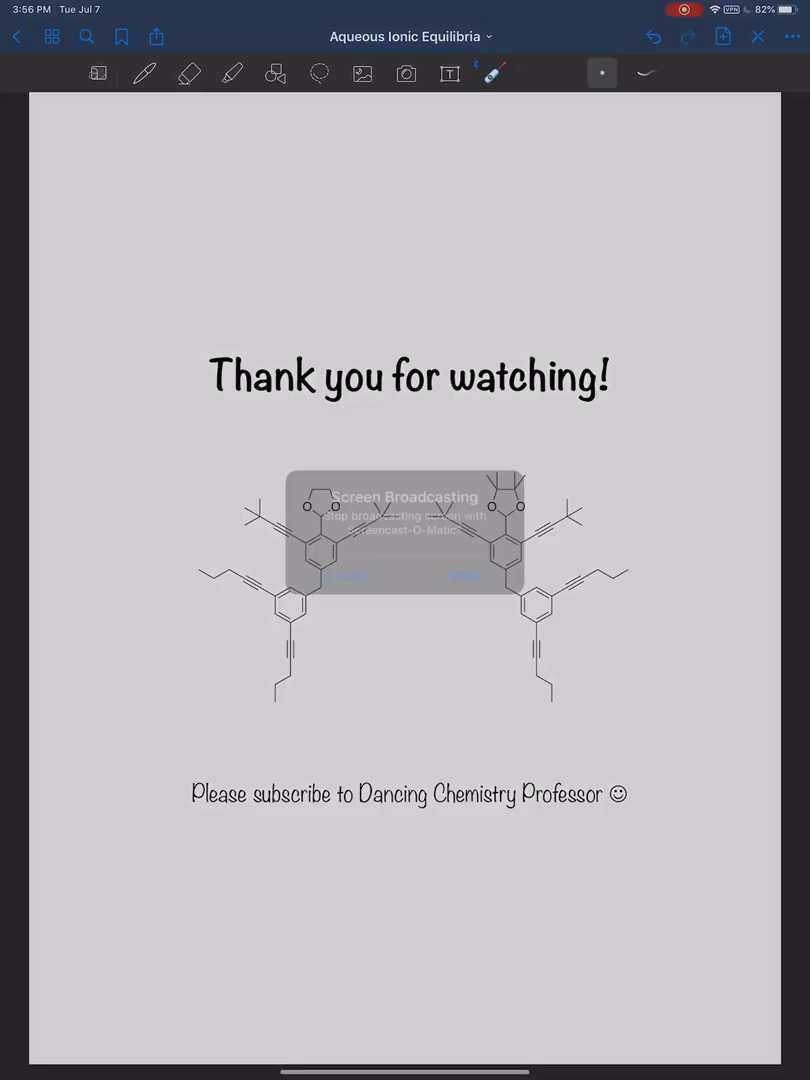 3:56 PM Tue Jul 7
VPN
82%
Aqueous Ionic Equilibria
T
Thank you for watching!
Screen Broadcasting
Stop broadcasting screen with
Screencast-O-Matic?
O O
O O
Please subscribe to Dancing Chemistry Professor ☺